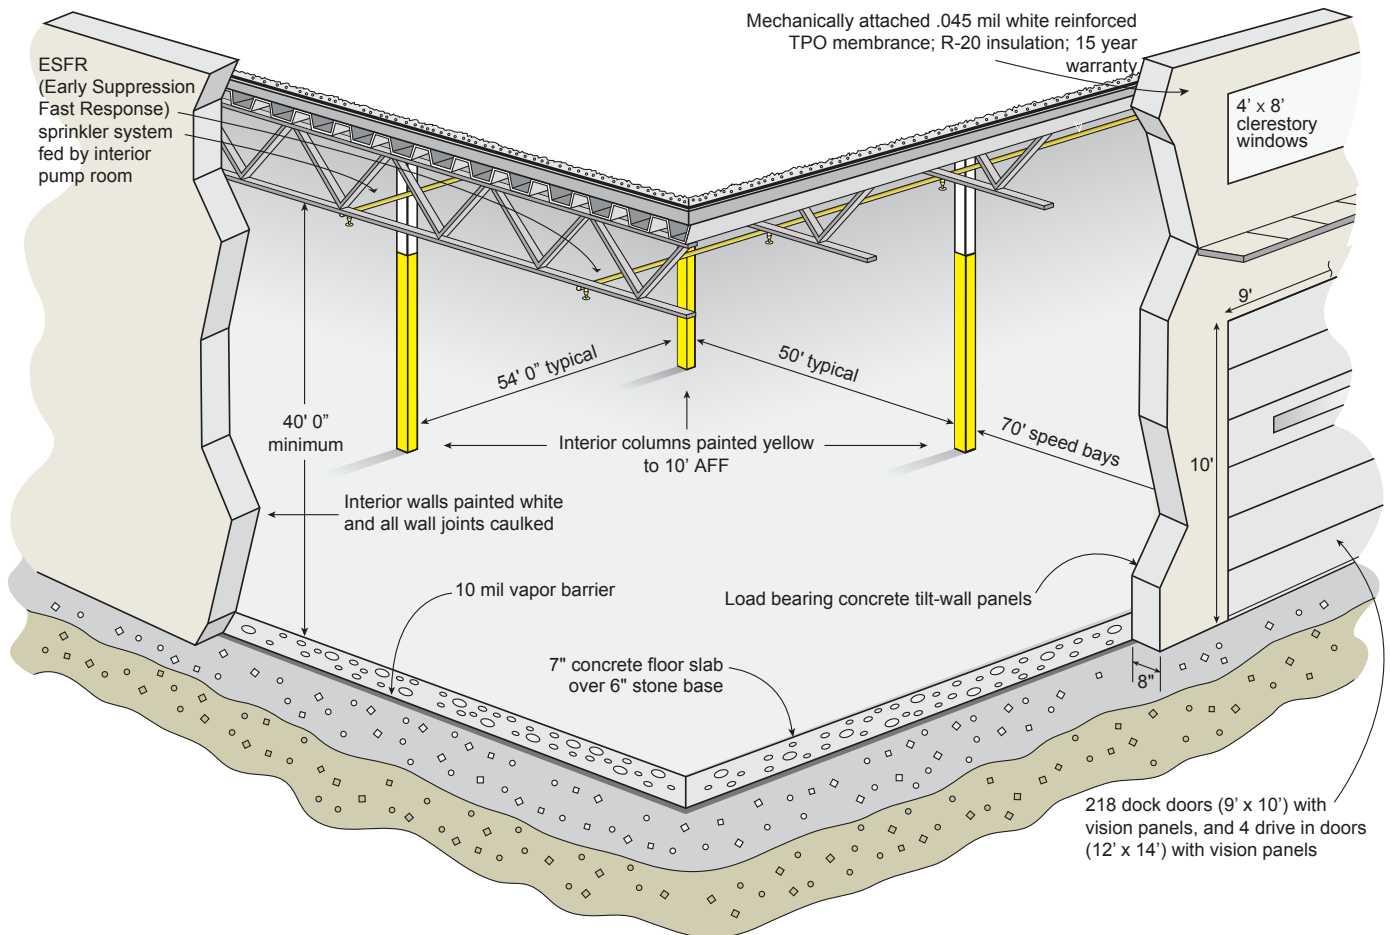 Mechanically attached .045 mil white reinforced
TPO membrance; R-20 insulation; 15 year
warranty
ESFR
(Early Suppression
Fast Response)
sprinkler system
fed by interior
pump room
4’ x 8’
clerestory
windows
9'
54' 0” typical
50' typical
40' 0”
minimum
Interior columns painted yellow
to 10’ AFF
70' speed bays
10'
Interior walls painted white
and all wall joints caulked
10 mil vapor barrier
Load bearing concrete tilt-wall panels
7" concrete floor slab
over 6" stone base
8"
218 dock doors (9’ x 10’) with
vision panels, and 4 drive in doors
(12’ x 14’) with vision panels